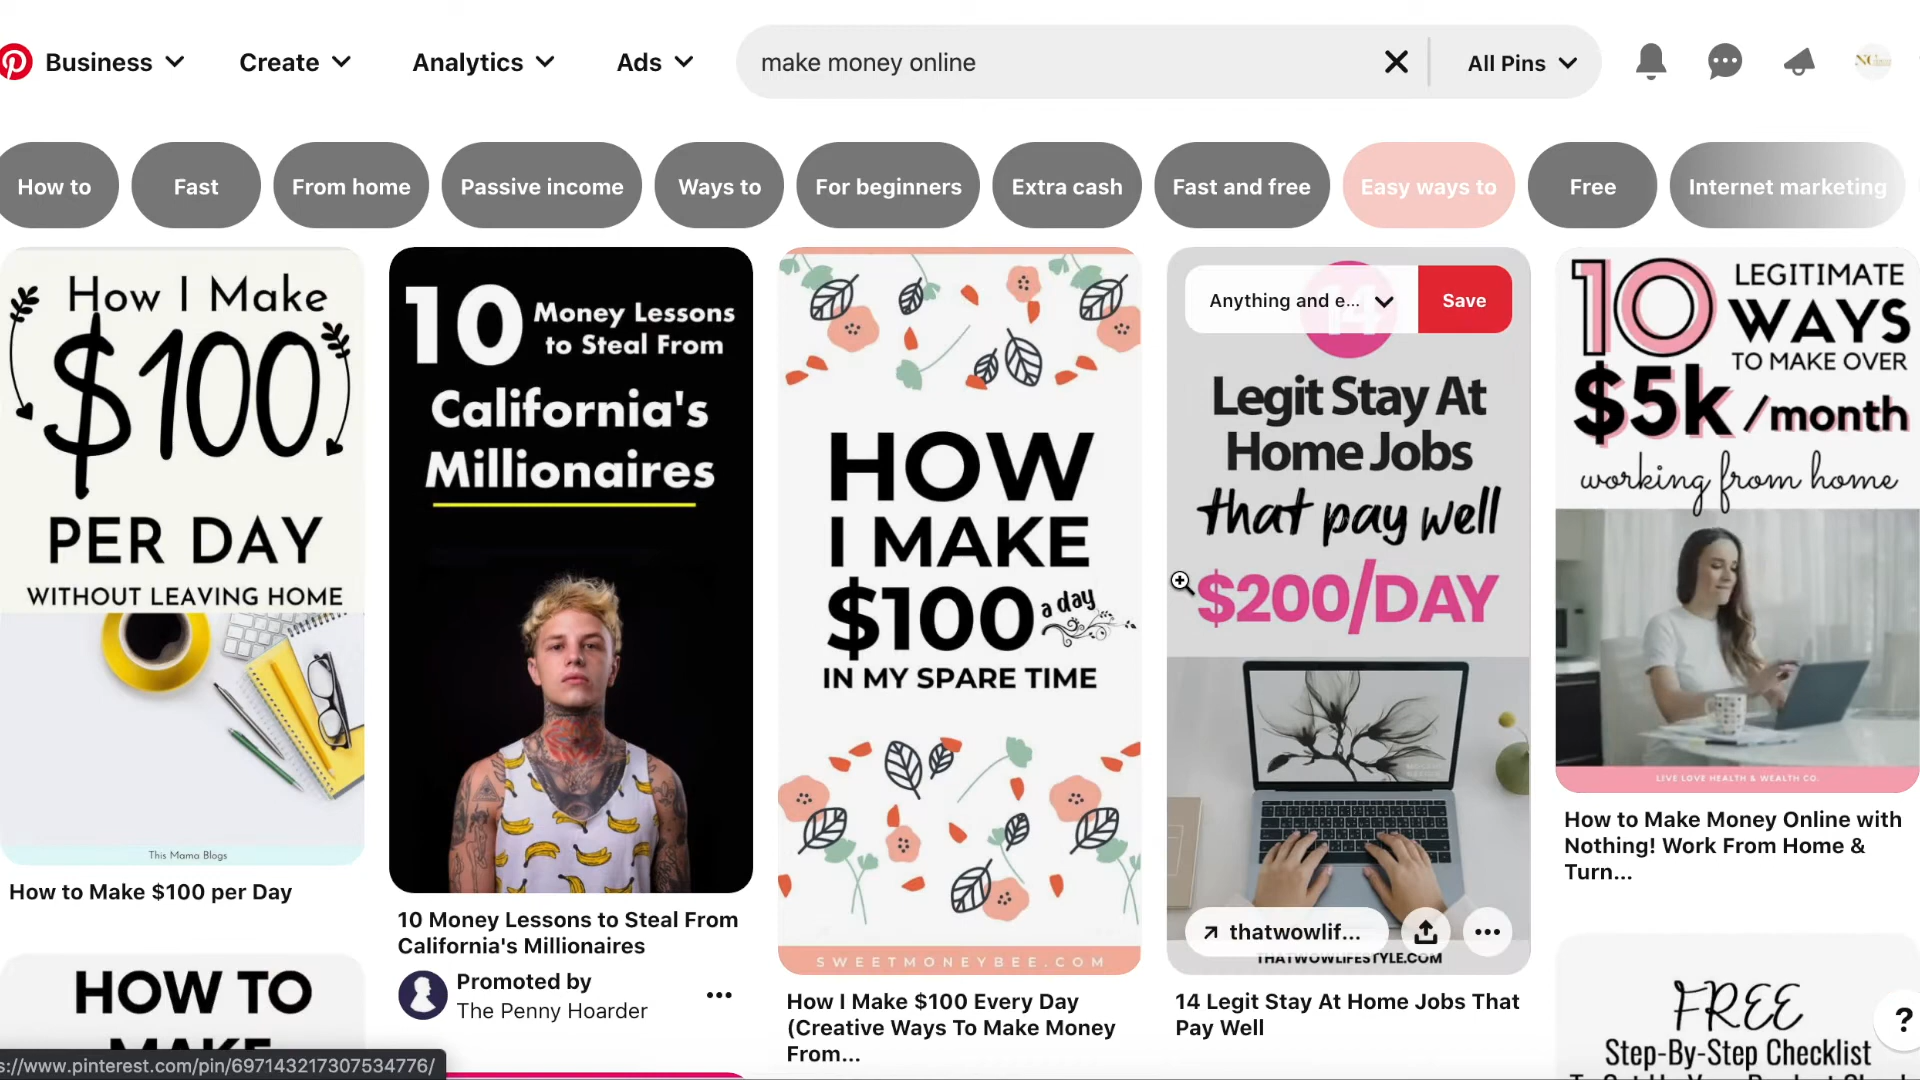 Business
Create
Analytics
Ads
make money online
All Pins
How to
Fast
From home
Passive income
Ways to
For beginners
Extra cash
Fast and free
Easy ways to
Free
Internet marketing
How I Make
$100
PER DAY
WITHOUT LEAVING HOME
This Mama Blogs
How to Make $100 per Day
HOW TO
MAKE
10 Money Lessons
to Steal From
California's
Millionaires
10 Money Lessons to Steal From
California's Millionaires
Promoted by
The Penny Hoarder
HOW
I MAKE
$100 a day
IN MY SPARE TIME
SWEETMONEYBEE.COM
How I Make $100 Every Day
(Creative Ways To Make Money
From...
Anything and e...
Save
14
Legit Stay At
Home Jobs
that pay well
$200/DAY
thatwowlif...
THATWOWLIFESTYLE.COM
14 Legit Stay At Home Jobs That
Pay Well
10 LEGITIMATE
WAYS
TO MAKE OVER
$5k/month
working from home
LIVE LOVE HEALTH & WEALTH CO.
How to Make Money Online with
Nothing! Work From Home &
Turn...
FREE
Step-By-Step Checklist
?
s://www.pinterest.com/pin/697143217307534776/